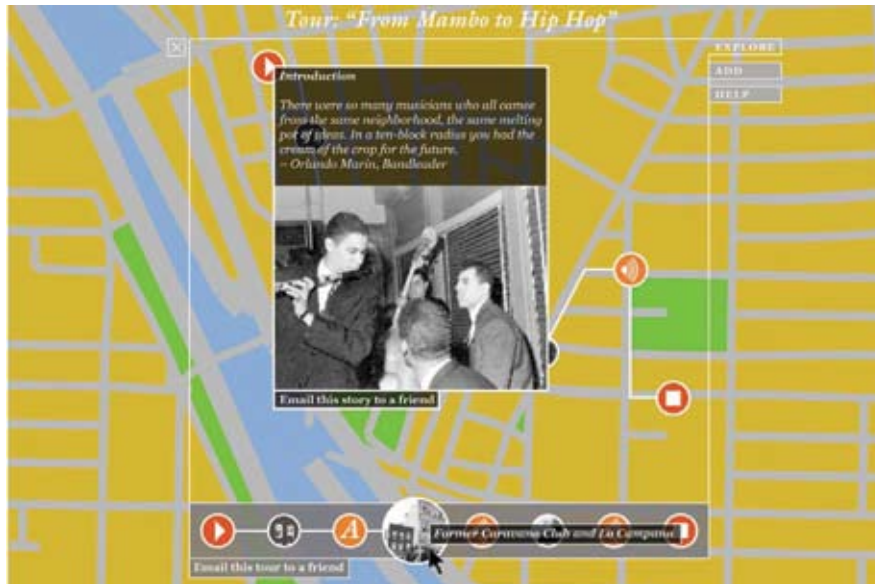 Tour: "From Mambo to Hip Hop"
EXPLORE
ADD
HELP
Introduction
There were so many musicians who all camoe
from the same neighborhood, the same melting
pot of ideas. In a ten-block radius you had the
cream of the crop for the future.
– Orlando Marin, Bandleader
Email this story to a friend
A
Former Caravana Club and La Campana
Email this tour to a friend